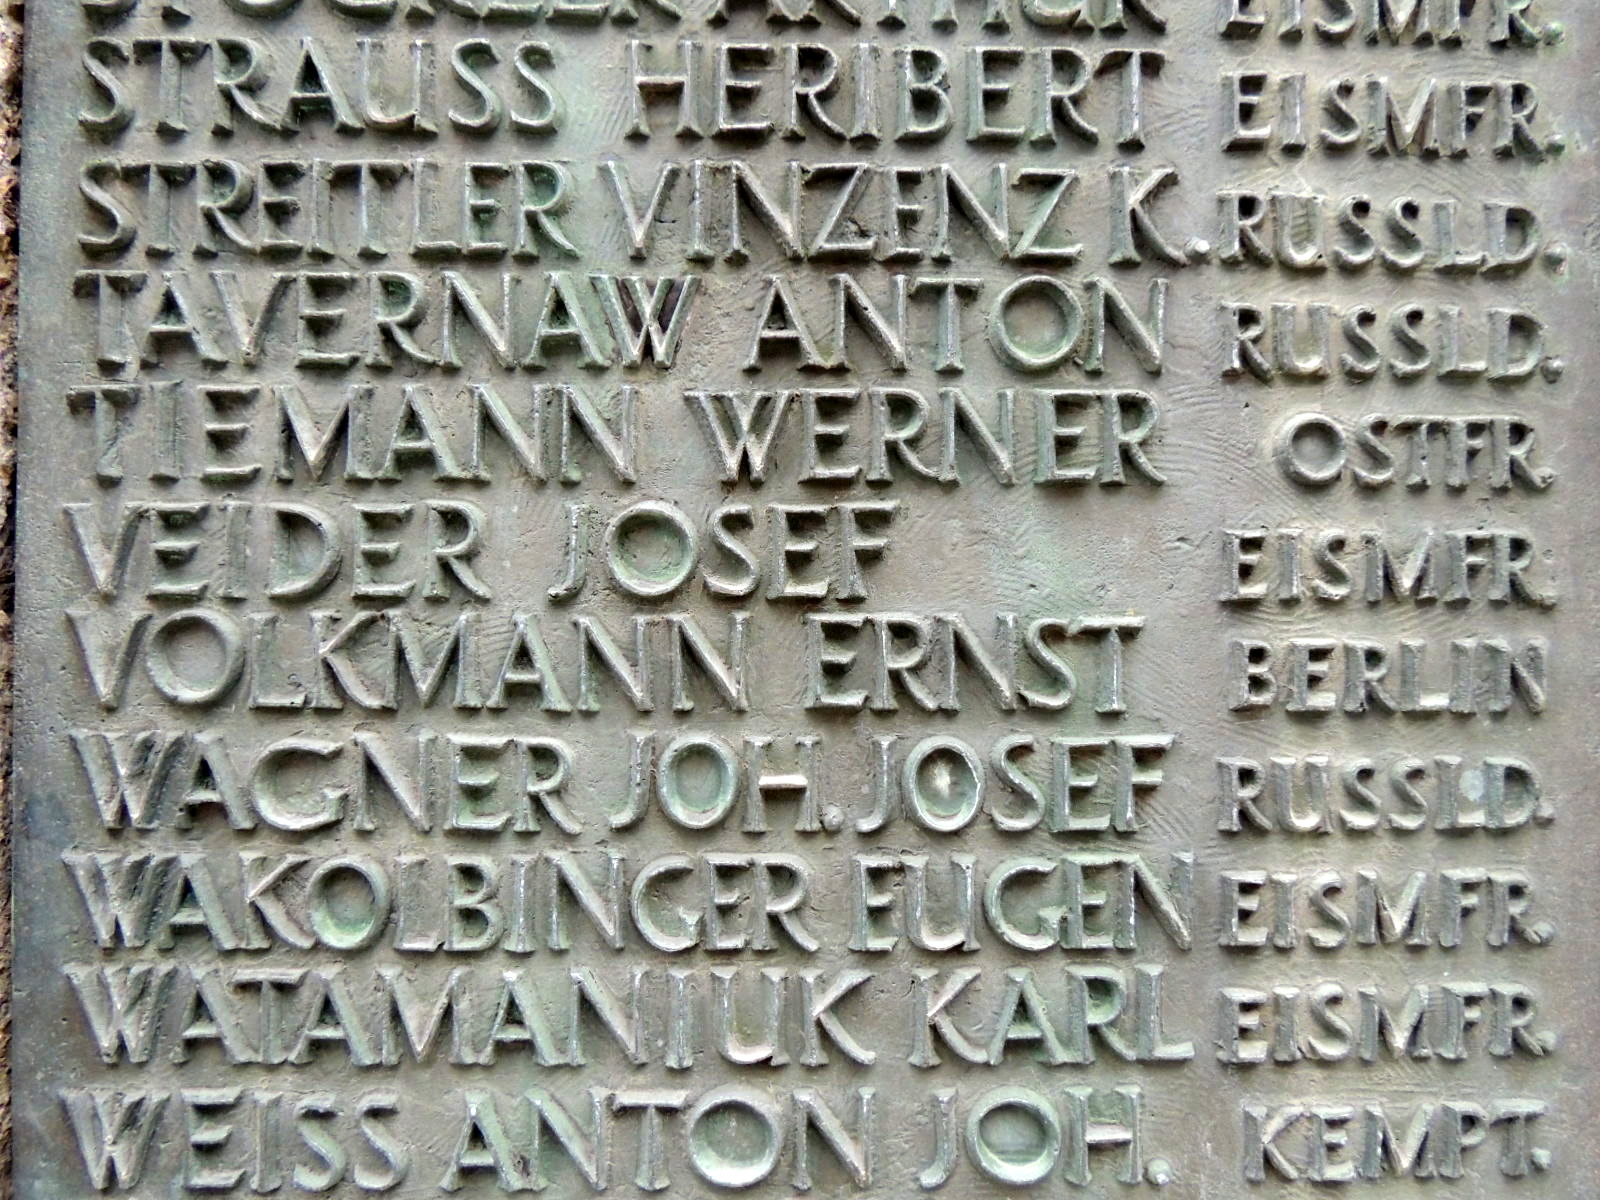 EISMFR.
STRAUSS HERIBERT EISMFR.
STREITLER VINZENZ K. RUSSLD.
TAVERNAW ANTON RUSSLD.
TIEMANN WERNER OSTFR.
VEIDER JOSEF EISMFR.
VOLKMANN ERNST BERLIN
WAGNER JOH. JOSEF RUSSLD.
WAKOLBINGER EUGEN EISMFR.
WATAMANIUK KARL EISMFR.
WEISS ANTON JOH. KEMPT.